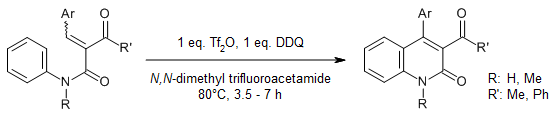 Ar
O
R'
N
R
O
1 eq. Tf₂O, 1 eq. DDQ
N,N-dimethyl trifluoroacetamide
80°C, 3.5 - 7 h
Ar
O
R'
N
R
O
R: H, Me
R': Me, Ph